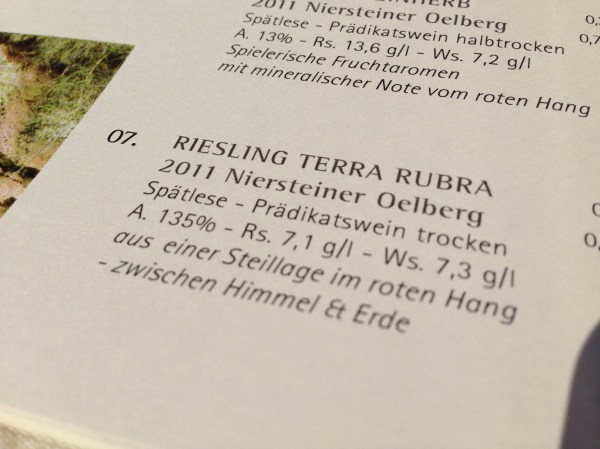 2011 Niersteiner Oelberg
Spätlese - Prädikatswein halbtrocken
A. 13% - Rs. 13,6 g/l - Ws. 7,2 g/l
Spielerische Fruchtaromen
mit mineralischer Note vom roten Hang
07. RIESLING TERRA RUBRA
2011 Niersteiner Oelberg
Spätlese - Prädikatswein trocken
A. 135% - Rs. 7,1 g/l - Ws. 7,3 g/l
aus einer Steillage im roten Hang
- zwischen Himmel & Erde